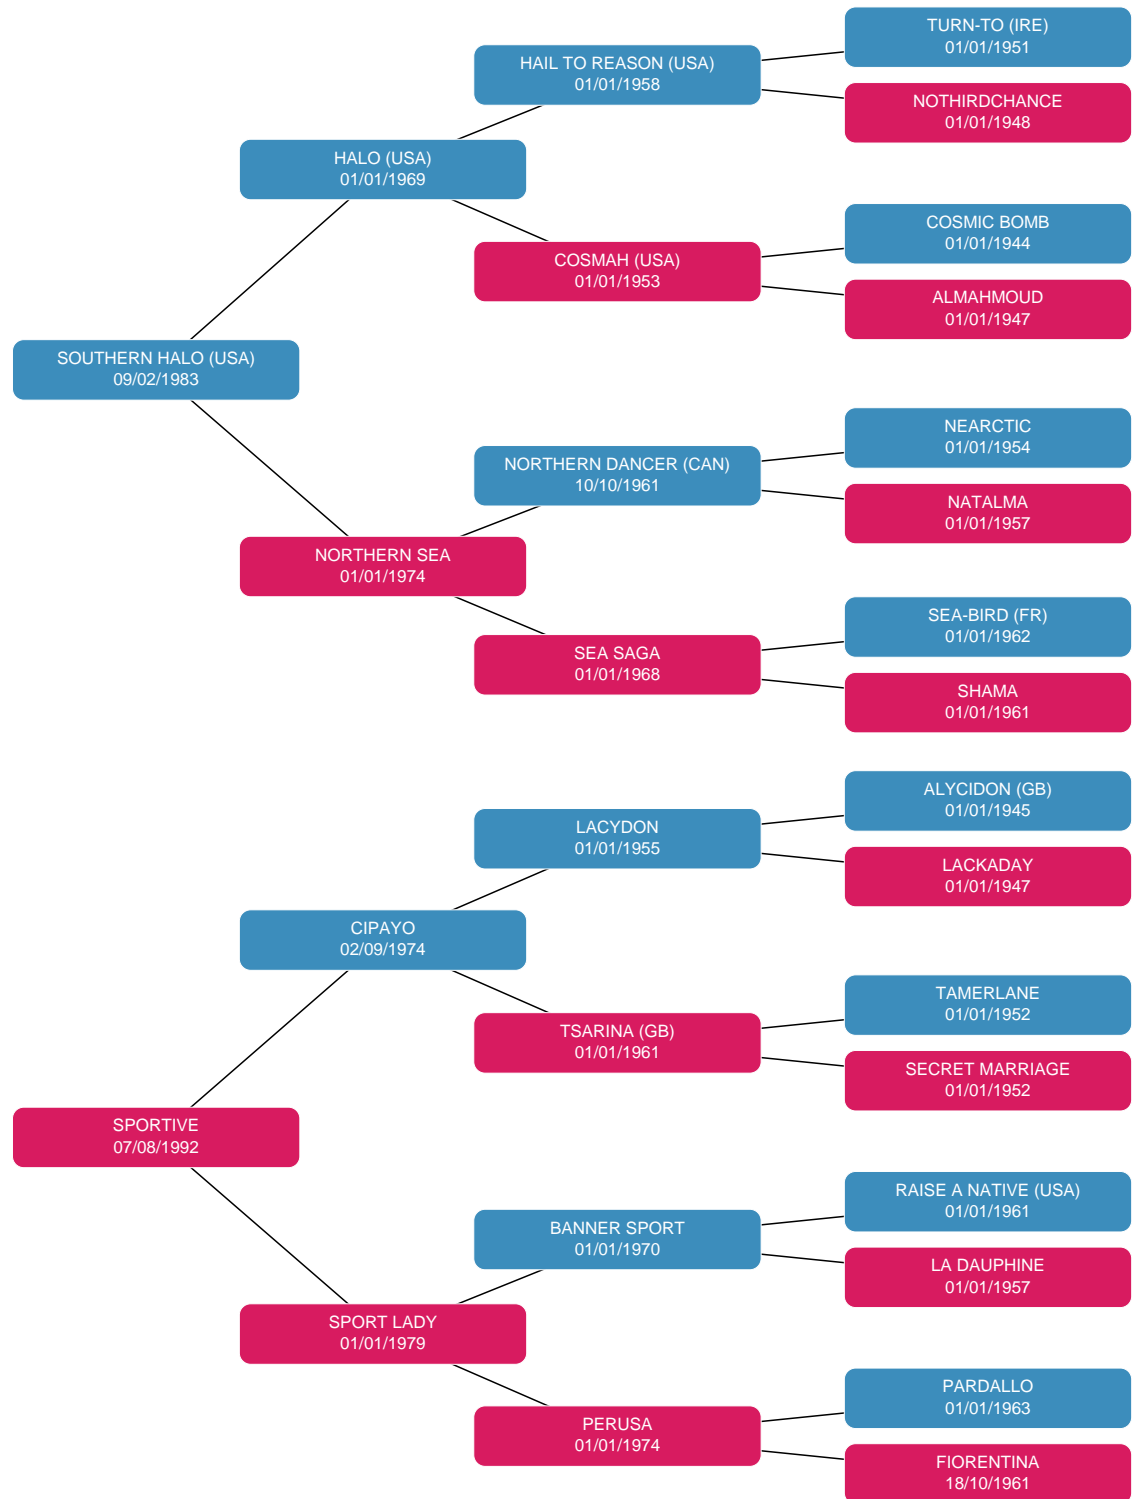 TURN-TO (IRE)
01/01/1951
HAIL TO REASON (USA)
01/01/1958
NOTHIRDCHANCE
01/01/1948
HALO (USA)
01/01/1969
COSMIC BOMB
01/01/1944
COSMAH (USA)
01/01/1953
ALMAHMOUD
01/01/1947
SOUTHERN HALO (USA)
09/02/1983
NEARCTIC
01/01/1954
NORTHERN DANCER (CAN)
10/10/1961
NATALMA
01/01/1957
NORTHERN SEA
01/01/1974
SEA-BIRD (FR)
01/01/1962
SEA SAGA
01/01/1968
SHAMA
01/01/1961
ALYCIDON (GB)
01/01/1945
LACYDON
01/01/1955
LACKADAY
01/01/1947
CIPAYO
02/09/1974
TAMERLANE
01/01/1952
TSARINA (GB)
01/01/1961
SECRET MARRIAGE
01/01/1952
SPORTIVE
07/08/1992
RAISE A NATIVE (USA)
01/01/1961
BANNER SPORT
01/01/1970
LA DAUPHINE
01/01/1957
SPORT LADY
01/01/1979
PARDALLO
01/01/1963
PERUSA
01/01/1974
FIORENTINA
18/10/1961